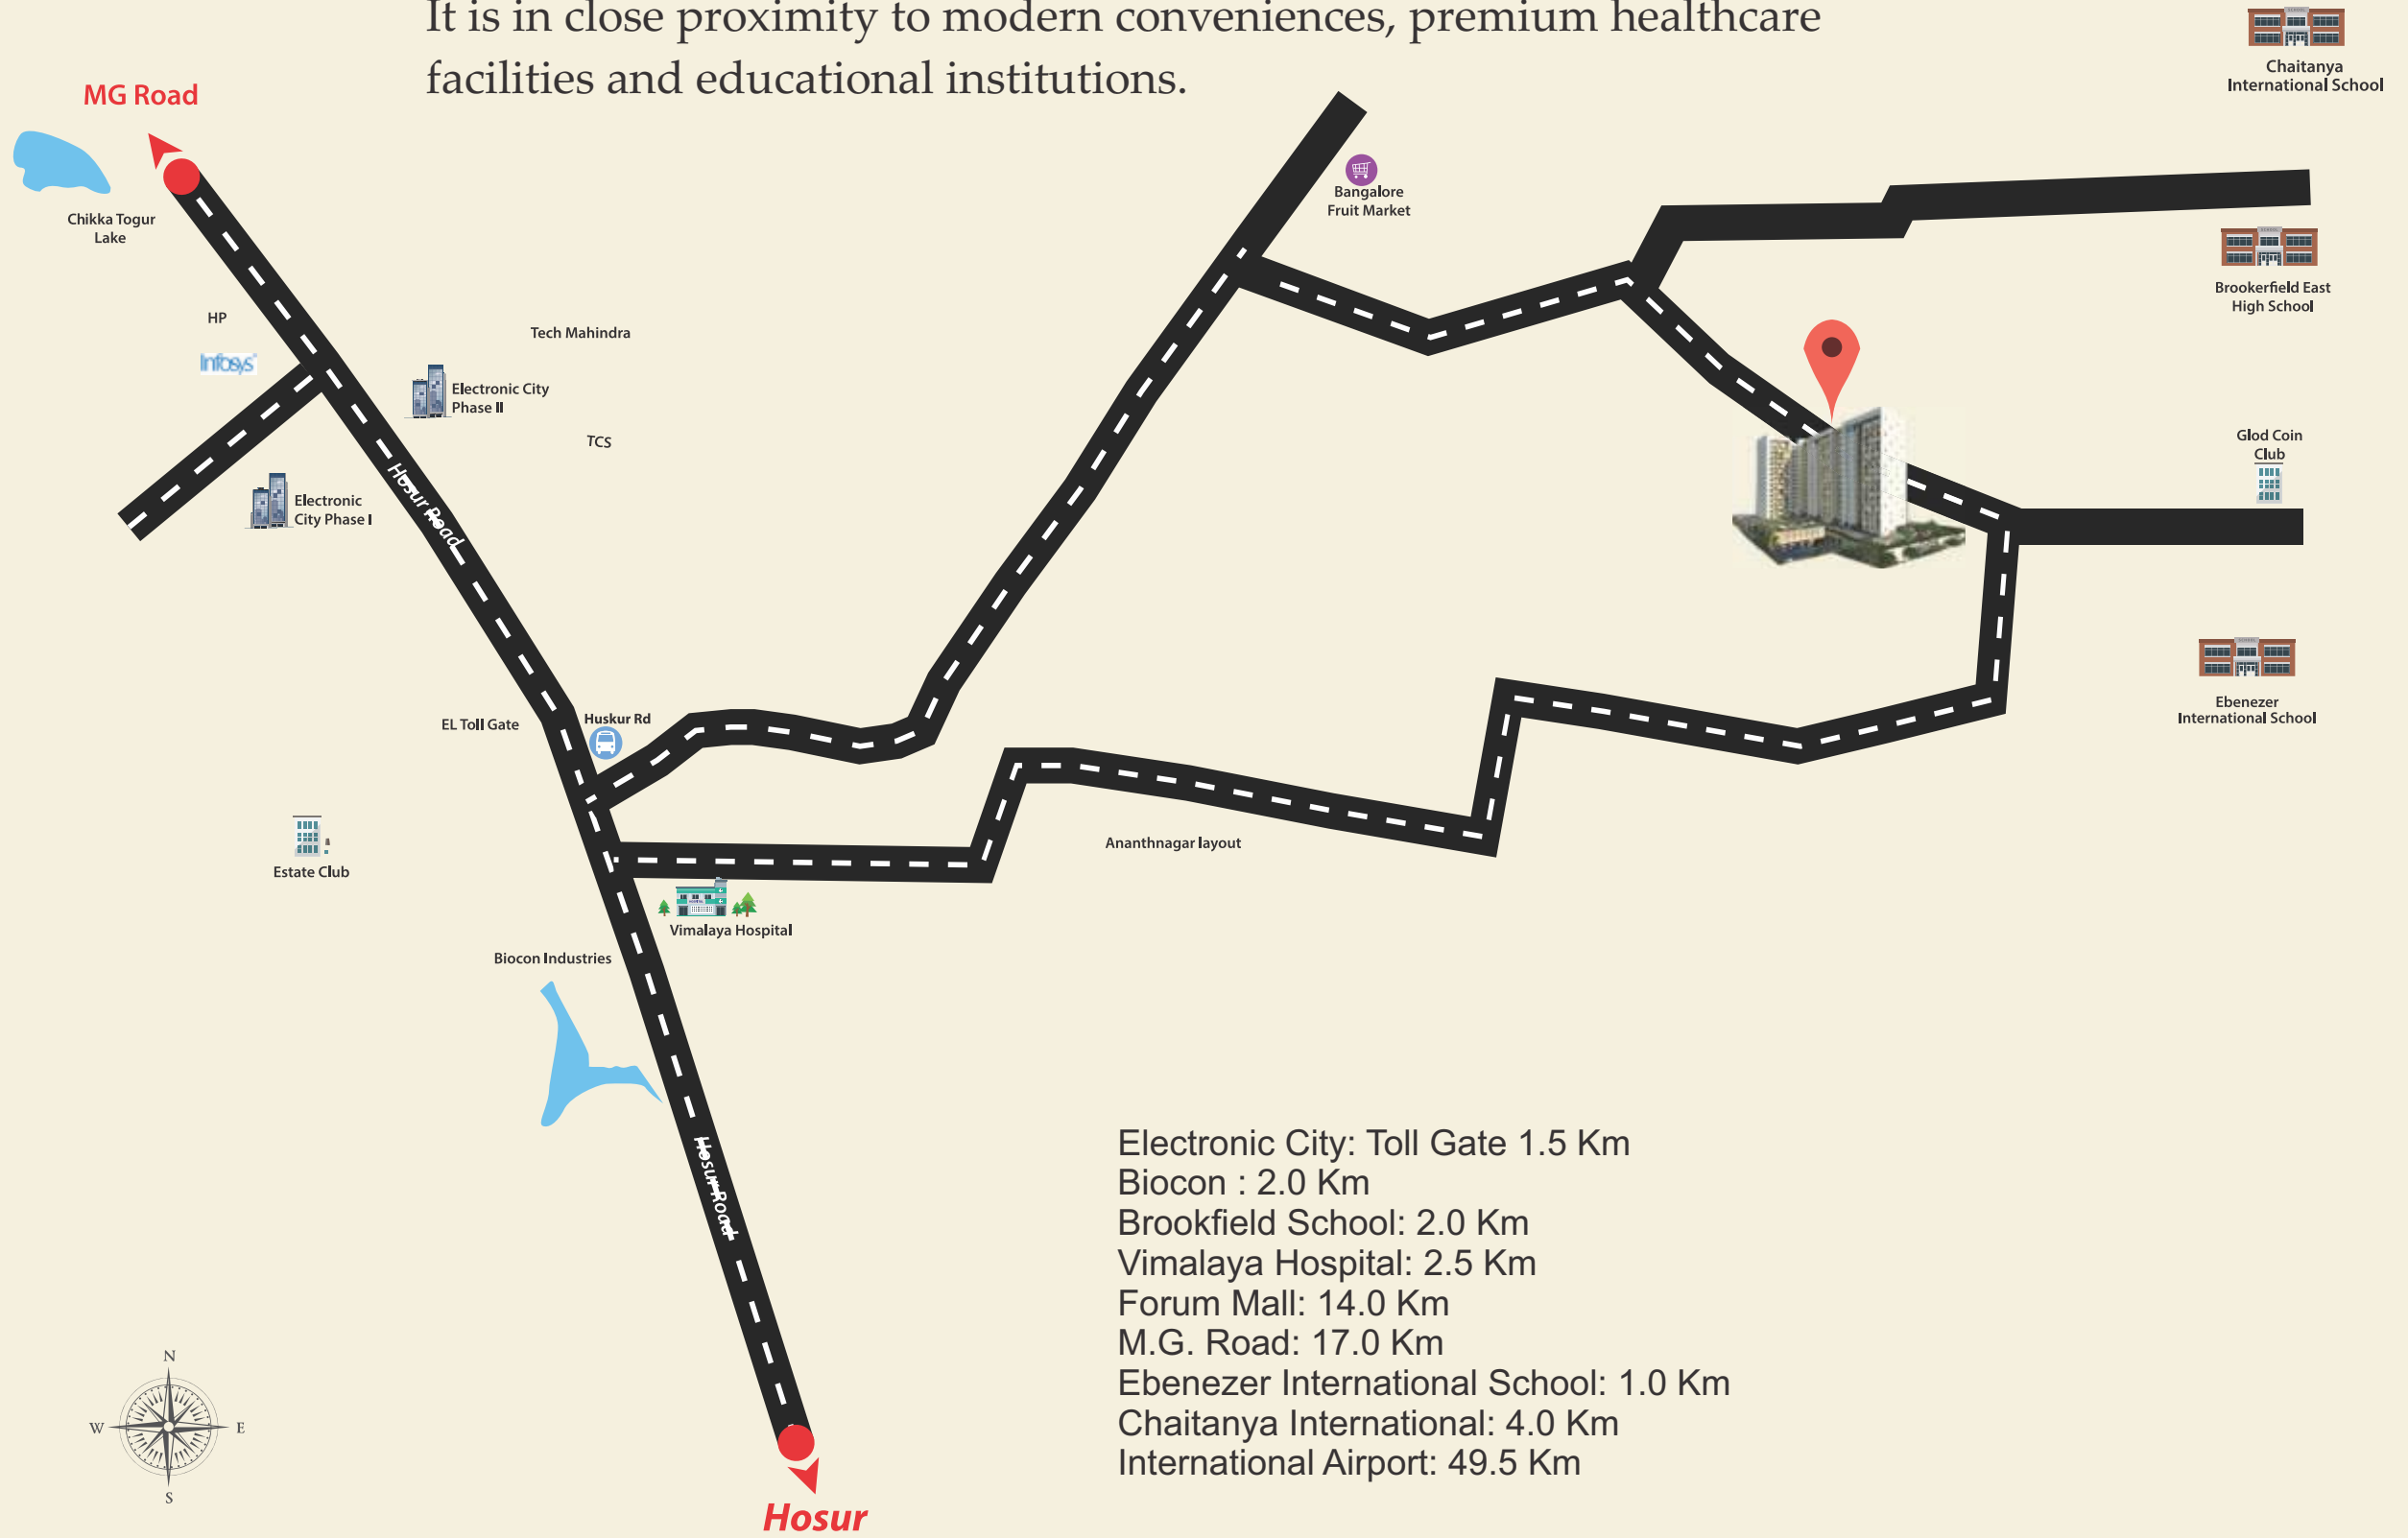 It is in close proximity to modern conveniences, premium healthcare
facilities and educational institutions.
Chaitanya
International School
MG Road
Chikka Togur
Lake
Bangalore
Fruit Market
Brookerfield East
High School
HP
Infosys
Tech Mahindra
Electronic City
Phase II
TCS
Hosur Road
Electronic
City Phase I
Glod Coin
Club
Ebenezer
International School
EL Toll Gate
Huskur Rd
Estate Club
Ananthnagar layout
Vimalaya Hospital
Biocon Industries
Hosur Road
Electronic City: Toll Gate 1.5 Km
Biocon : 2.0 Km
Brookfield School: 2.0 Km
Vimalaya Hospital: 2.5 Km
Forum Mall: 14.0 Km
M.G. Road: 17.0 Km
Ebenezer International School: 1.0 Km
Chaitanya International: 4.0 Km
International Airport: 49.5 Km
N
W
E
S
Hosur